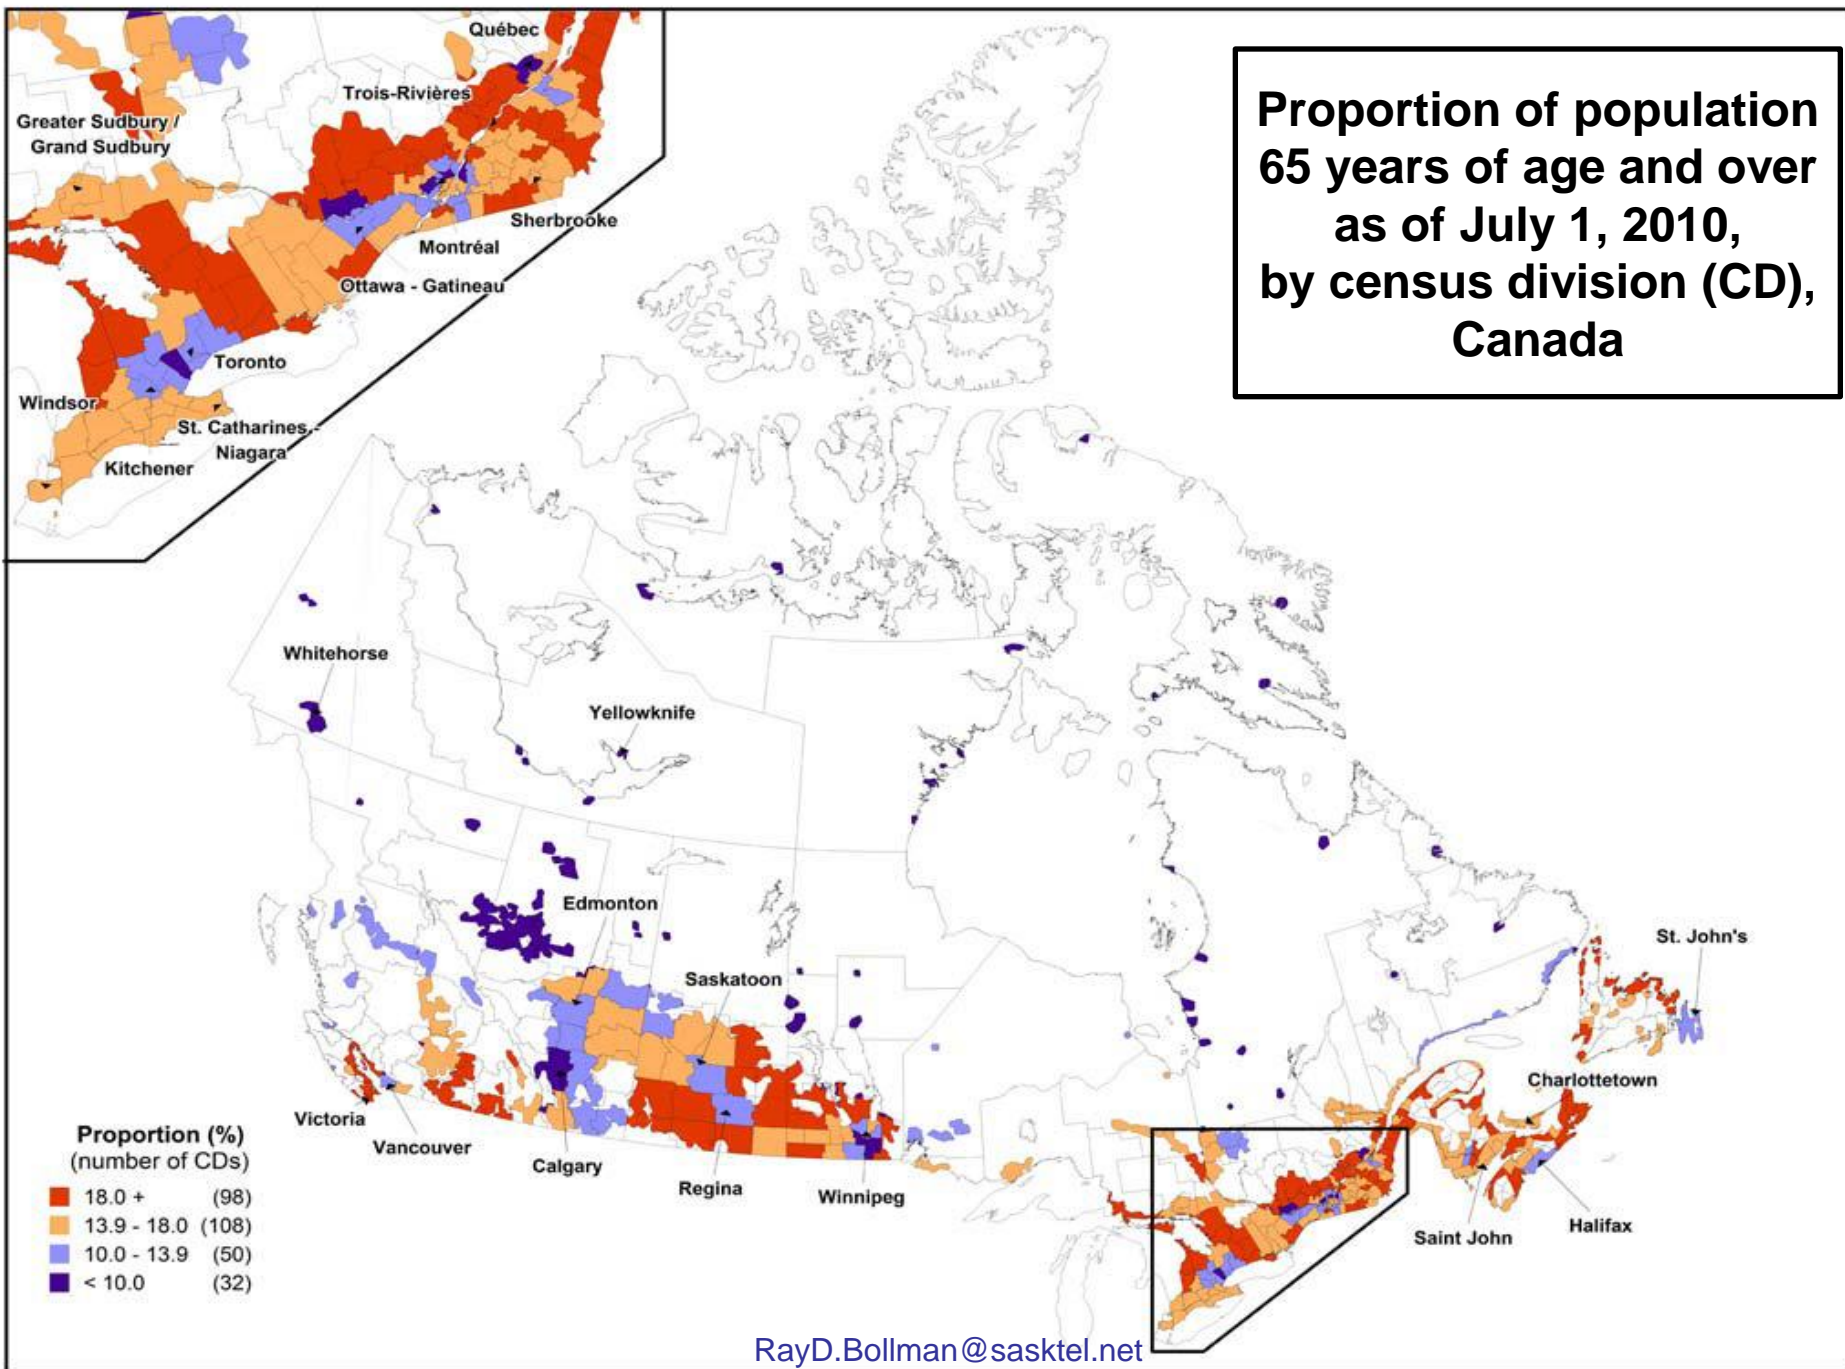 Proportion of population
65 years of age and over
as of July 1, 2010,
by census division (CD),
Canada
Québec
Trois-Rivières
Greater Sudbury /
Grand Sudbury
Sherbrooke
Montréal
Ottawa - Gatineau
Toronto
Windsor
St. Catharines -
Niagara
Kitchener
Whitehorse
Yellowknife
Edmonton
Saskatoon
St. John's
Charlottetown
Victoria
Vancouver
Calgary
Regina
Winnipeg
Saint John
Halifax
Proportion (%)
(number of CDs)
18.0 + (98)
13.9 - 18.0 (108)
10.0 - 13.9 (50)
< 10.0 (32)
RayD.Bollman@sasktel.net